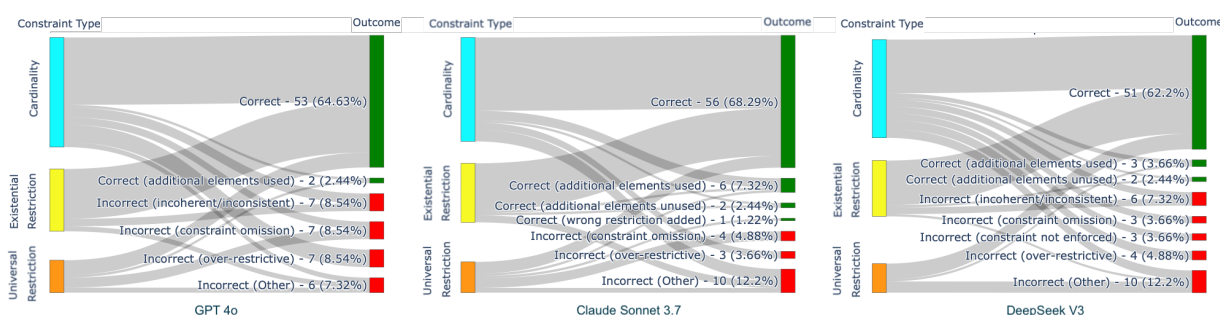 Constraint Type
Outcome
Cardinality
Existential
Restriction
Universal
Restriction
Correct - 53 (64.63%)
Correct (additional elements used) - 2 (2.44%)
Incorrect (incoherent/inconsistent) - 7 (8.54%)
Incorrect (constraint omission) - 7 (8.54%)
Incorrect (over-restrictive) - 7 (8.54%)
Incorrect (Other) - 6 (7.32%)
GPT 4o
Constraint Type
Outcome
Cardinality
Existential
Restriction
Universal
Restriction
Correct - 56 (68.29%)
Correct (additional elements used) - 6 (7.32%)
Correct (additional elements unused) - 2 (2.44%)
Correct (wrong restriction added) - 1 (1.22%)
Incorrect (constraint omission) - 4 (4.88%)
Incorrect (over-restrictive) - 3 (3.66%)
Incorrect (Other) - 10 (12.2%)
Claude Sonnet 3.7
Constraint Type
Outcome
Cardinality
Existential
Restriction
Universal
Restriction
Correct - 51 (62.2%)
Correct (additional elements used) - 3 (3.66%)
Correct (additional elements unused) - 2 (2.44%)
Incorrect (incoherent/inconsistent) - 6 (7.32%)
Incorrect (constraint omission) - 3 (3.66%)
Incorrect (constraint not enforced) - 3 (3.66%)
Incorrect (over-restrictive) - 4 (4.88%)
Incorrect (Other) - 10 (12.2%)
DeepSeek V3